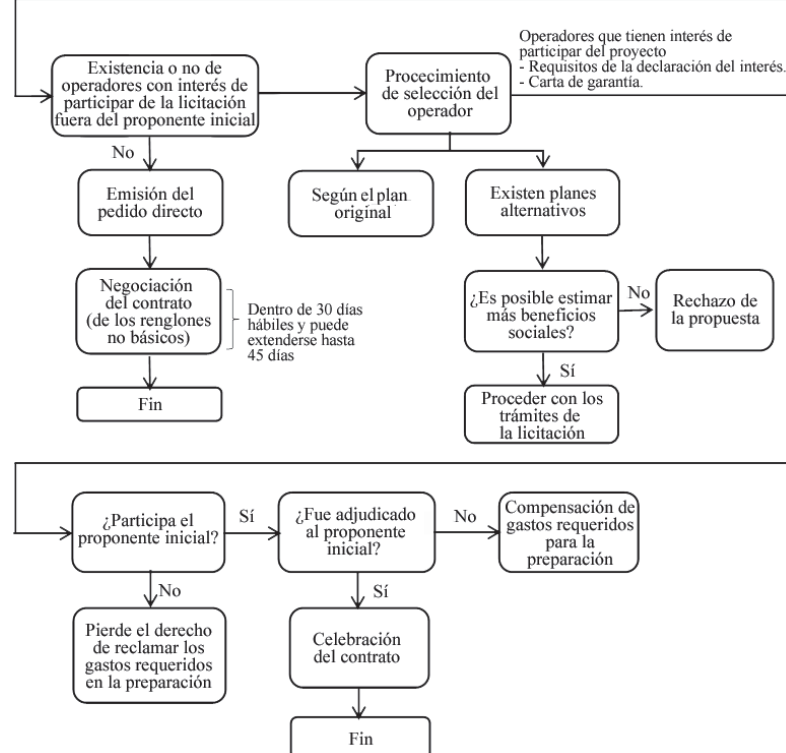 Existencia o no de
operadores con interés de
participar de la licitación
fuera del proponente inicial
Procecimiento
de selección del
operador
Operadores que tienen interés de
participar del proyecto
- Requisitos de la declaración del interés.
- Carta de garantía.
No
Emisión del
pedido directo
Según el plan
original
Existen planes
alternativos
Negociación
del contrato
(de los renglones
no básicos)
Dentro de 30 días
hábiles y puede
extenderse hasta
45 días
¿Es posible estimar
más beneficios
sociales?
No
Rechazo de
la propuesta
Sí
Fin
Proceder con los
trámites de
la licitación
¿Participa el
proponente inicial?
Sí
¿Fue adjudicado
al proponente
inicial?
No
Compensación de
gastos requeridos
para la
preparación
No
Sí
Pierde el derecho
de reclamar los
gastos requeridos
en la preparación
Celebración
del contrato
Fin